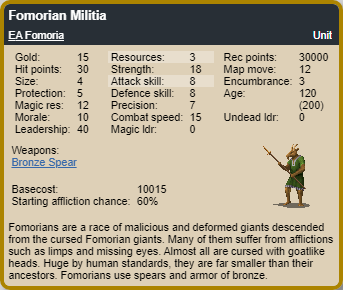 Fomorian Militia
EA Fomoria Unit
Gold: 15 Resources: 3 Rec points: 30000
Hit points: 30 Strength: 18 Map move: 12
Size: 4 Attack skill: 8 Encumbrance: 3
Protection: 5 Defence skill: 8 Age: 120
Magic res: 12 Precision: 7 (200)
Morale: 10 Combat speed: 15 Undead ldr: 0
Leadership: 40 Magic ldr: 0
Weapons:
Bronze Spear
Basecost: 10015
Starting affliction chance: 60%
Fomorians are a race of malicious and deformed giants descended
from the cursed Fomorian giants. Many of them suffer from afflictions
such as limps and missing eyes. Almost all are cursed with goatlike
heads. Huge by human standards, they are far smaller than their
ancestors. Fomorians use spears and armor of bronze.